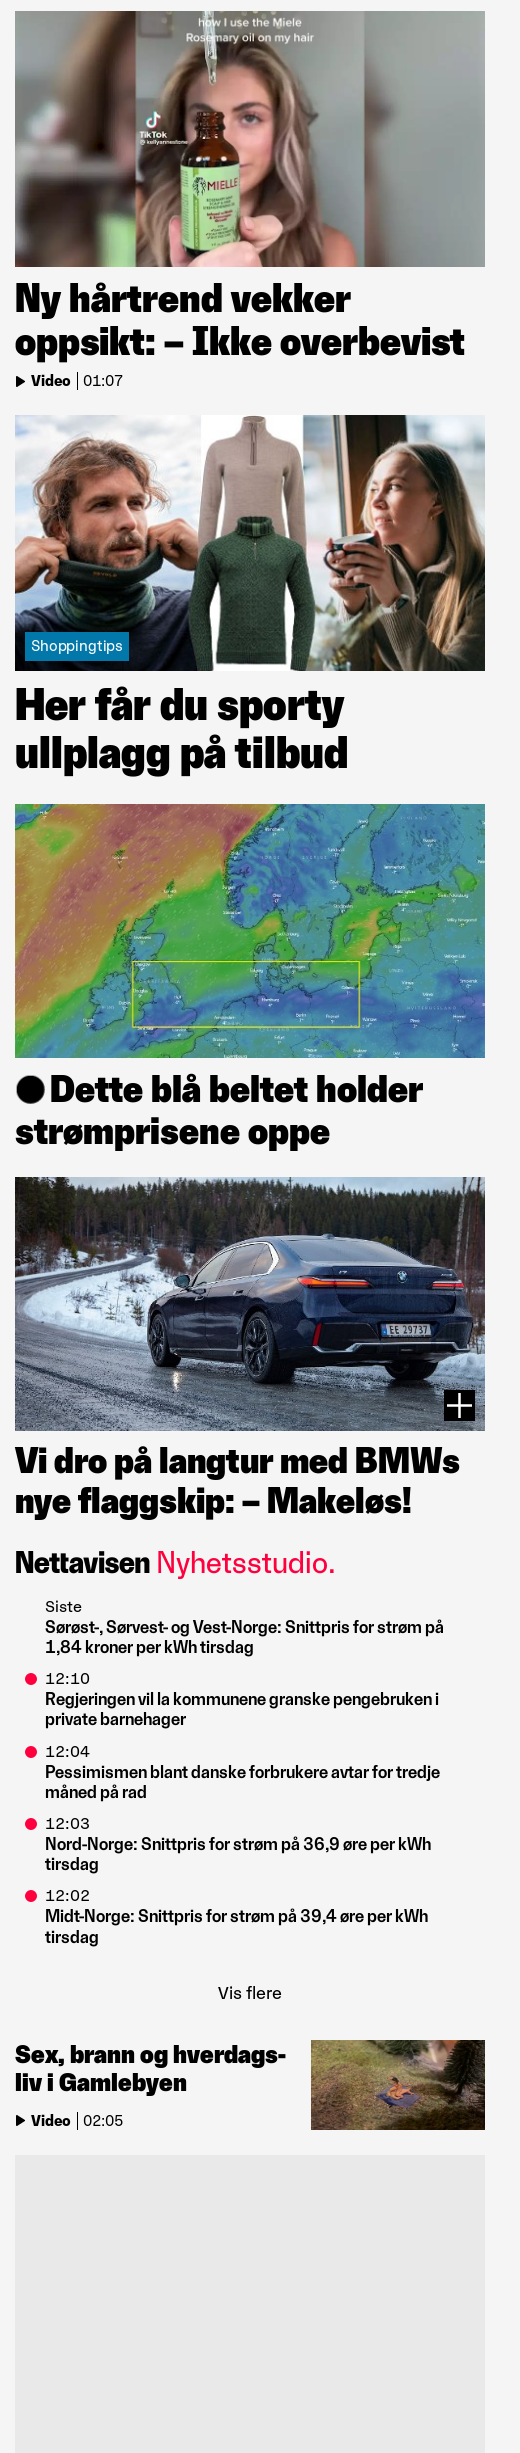 how I use the Miele
Rosemary oil on my hair
TikTok
@kellyannestone
MIELLE
Ny hårtrend vekker
oppsikt: – Ikke overbevist
Video | 01:07
Shoppingtips
Her får du sporty
ullplagg på tilbud
Dette blå beltet holder
strømprisene oppe
EE 29737
Vi dro på langtur med BMWs
nye flaggskip: – Makeløs!
Nettavisen Nyhetsstudio.
Siste
Sørøst-, Sørvest- og Vest-Norge: Snittpris for strøm på
1,84 kroner per kWh tirsdag
12:10
Regjeringen vil la kommunene granske pengebruken i
private barnehager
12:04
Pessimismen blant danske forbrukere avtar for tredje
måned på rad
12:03
Nord-Norge: Snittpris for strøm på 36,9 øre per kWh
tirsdag
12:02
Midt-Norge: Snittpris for strøm på 39,4 øre per kWh
tirsdag
Vis flere
Sex, brann og hverdags-
liv i Gamlebyen
Video | 02:05